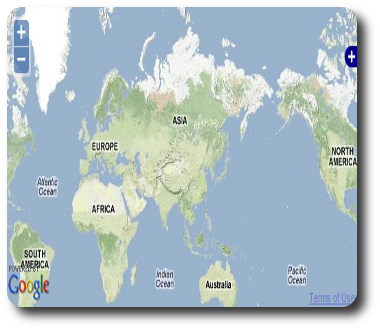 +
−
+
ASIA
EUROPE
NORTH
AMERICA
Atlantic
Ocean
AFRICA
SOUTH
AMERICA
POWERED BY
Google
Indian
Ocean
Australia
Pacific
Ocean
Terms of Use